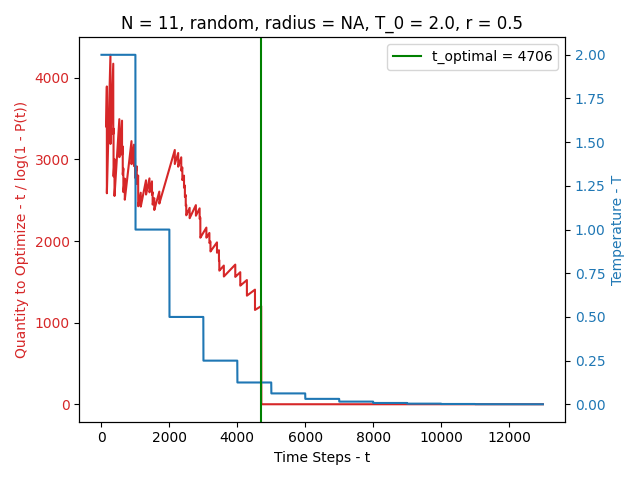 N = 11, random, radius = NA, T_0 = 2.0, r = 0.5
t_optimal = 4706
Quantity to Optimize - t / log(1 - P(t))
4000
3000
2000
1000
0
2.00
1.75
1.50
1.25
1.00
0.75
0.50
0.25
0.00
Temperature - T
0 2000 4000 6000 8000 10000 12000
Time Steps - t